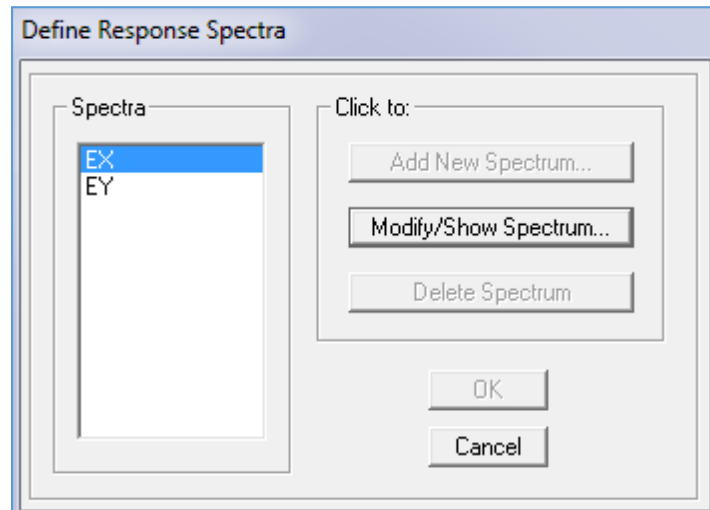 Define Response Spectra
Spectra
EX
EY
Click to:
Add New Spectrum...
Modify/Show Spectrum...
Delete Spectrum
OK
Cancel